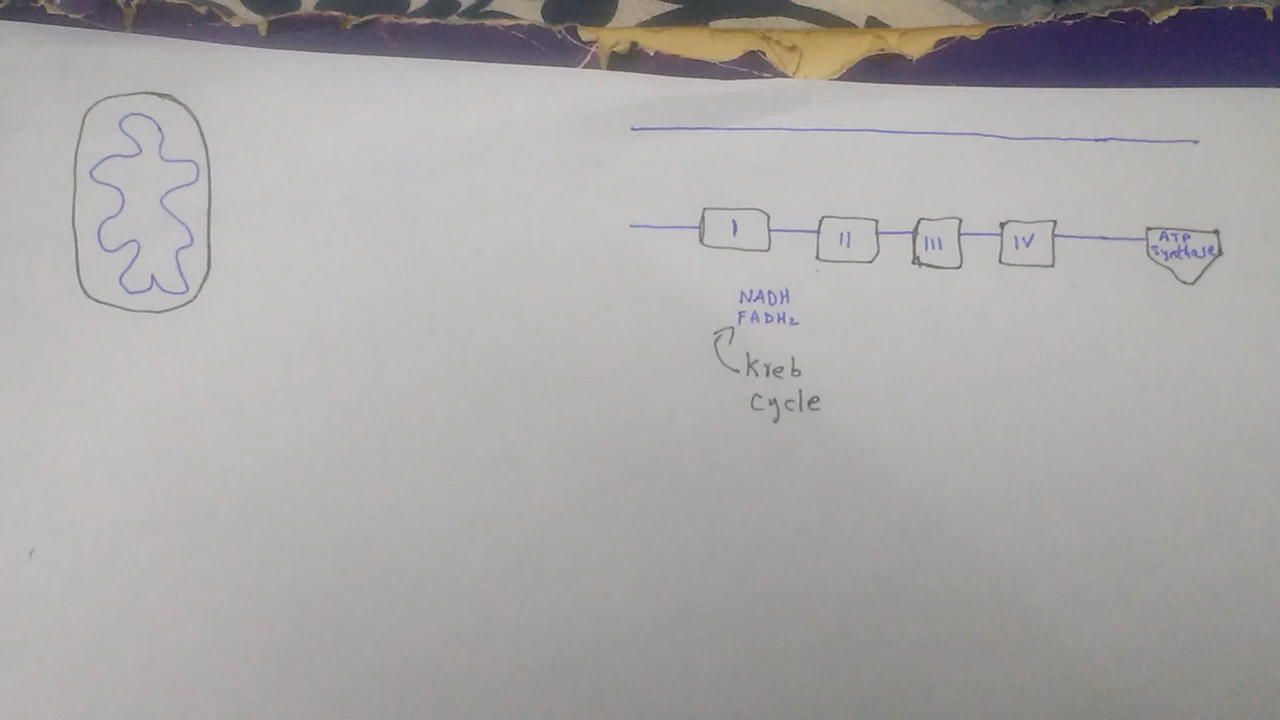 I
II
III
IV
ATP
synthase
NADH
FADH₂
Kreb
cycle